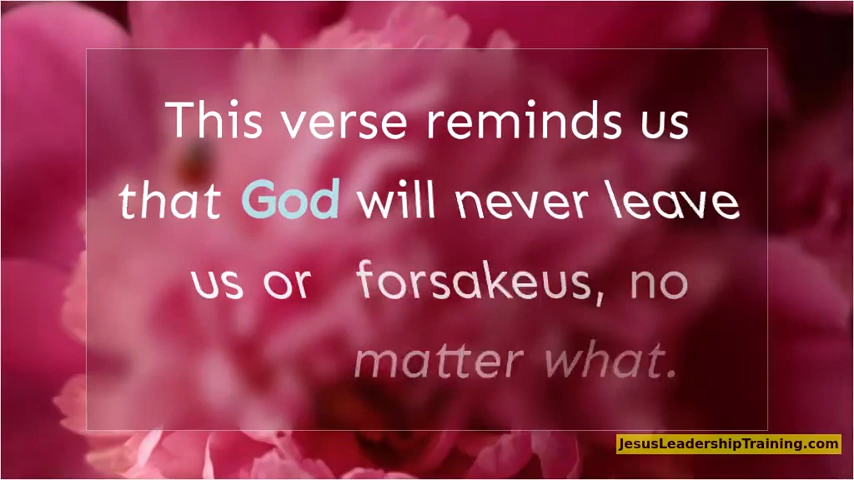 This verse reminds us
that God will never leave
us or forsakeus, no
matter what.
JesusLeadershipTraining.com